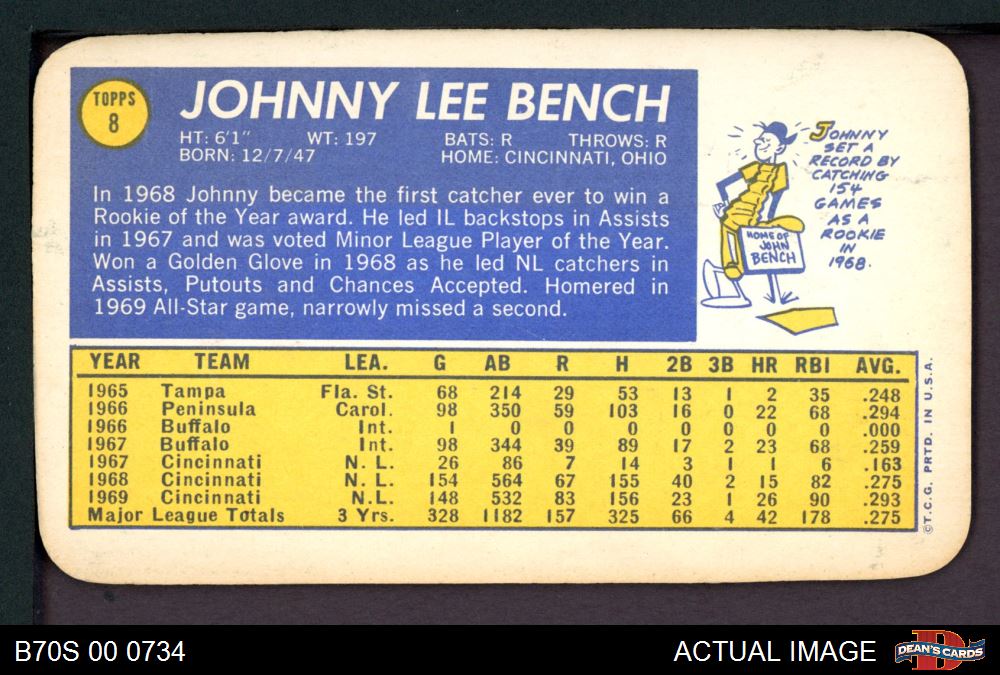 TOPPS
8
JOHNNY LEE BENCH
HT: 6'1" WT: 197 BATS: R THROWS: R
BORN: 12/7/47 HOME: CINCINNATI, OHIO
In 1968 Johnny became the first catcher ever to win a
Rookie of the Year award. He led IL backstops in Assists
in 1967 and was voted Minor League Player of the Year.
Won a Golden Glove in 1968 as he led NL catchers in
Assists, Putouts and Chances Accepted. Homered in
1969 All-Star game, narrowly missed a second.
JOHNNY
SET A
RECORD BY
CATCHING
154
GAMES
AS A
ROOKIE
IN
1968.
HOME OF
JOHN
BENCH
YEAR TEAM LEA. G AB R H 2B 3B HR RBI AVG.
1965 Tampa Fla. St. 68 214 29 53 13 1 2 35 .248
1966 Peninsula Carol. 98 350 59 103 16 0 22 68 .294
1966 Buffalo Int. 1 0 0 0 0 0 0 0 .000
1967 Buffalo Int. 98 344 39 89 17 2 23 68 .259
1967 Cincinnati N. L. 26 86 7 14 3 1 1 6 .163
1968 Cincinnati N. L. 154 564 67 155 40 2 15 82 .275
1969 Cincinnati N.L. 148 532 83 156 23 1 26 90 .293
Major League Totals 3 Yrs. 328 1182 157 325 66 4 42 178 .275
©T.C.G. PRTD. IN U.S.A.
B70S 00 0734
ACTUAL IMAGE
DEAN'S CARDS